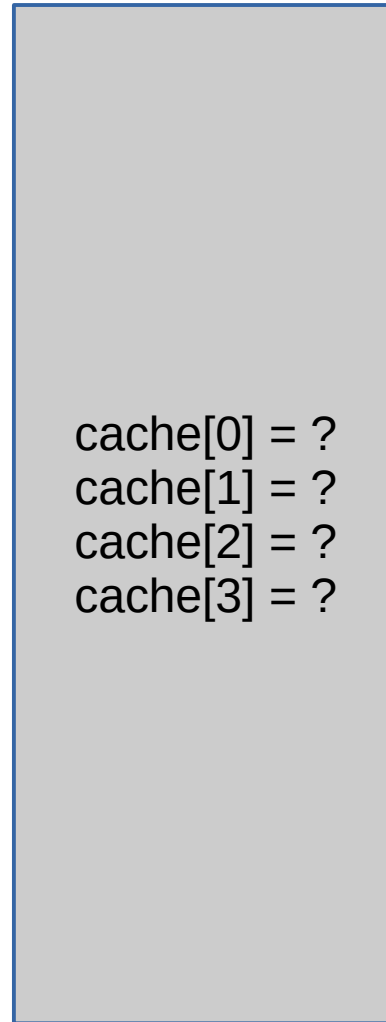 cache[0] = ?
cache[1] = ?
cache[2] = ?
cache[3] = ?